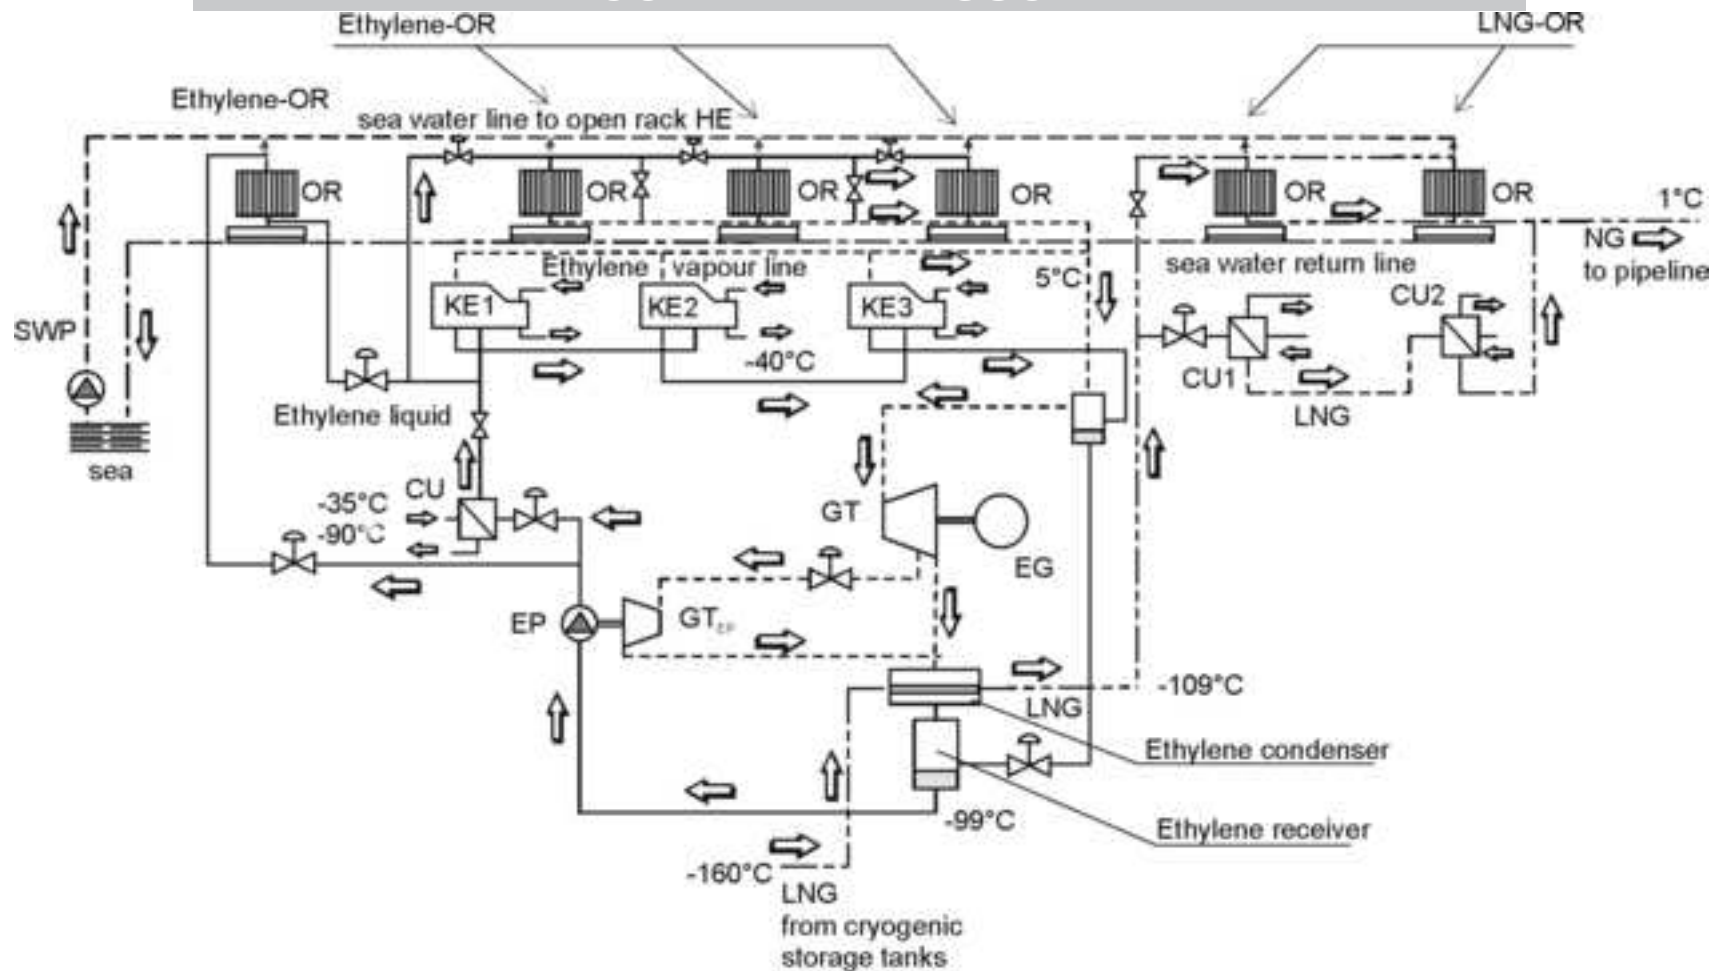 Ethylene-OR
LNG-OR
Ethylene-OR
sea water line to open rack HE
OR
OR
OR
OR
OR
OR
1°C
NG
to pipeline
Ethylene vapour line
5°C
sea water return line
KE1
KE2
KE3
CU2
SWP
-40°C
CU1
Ethylene liquid
LNG
sea
CU
-35°C
-90°C
GT
EG
EP
GT
-109°C
LNG
Ethylene condenser
-99°C
Ethylene receiver
-160°C
LNG
from cryogenic
storage tanks